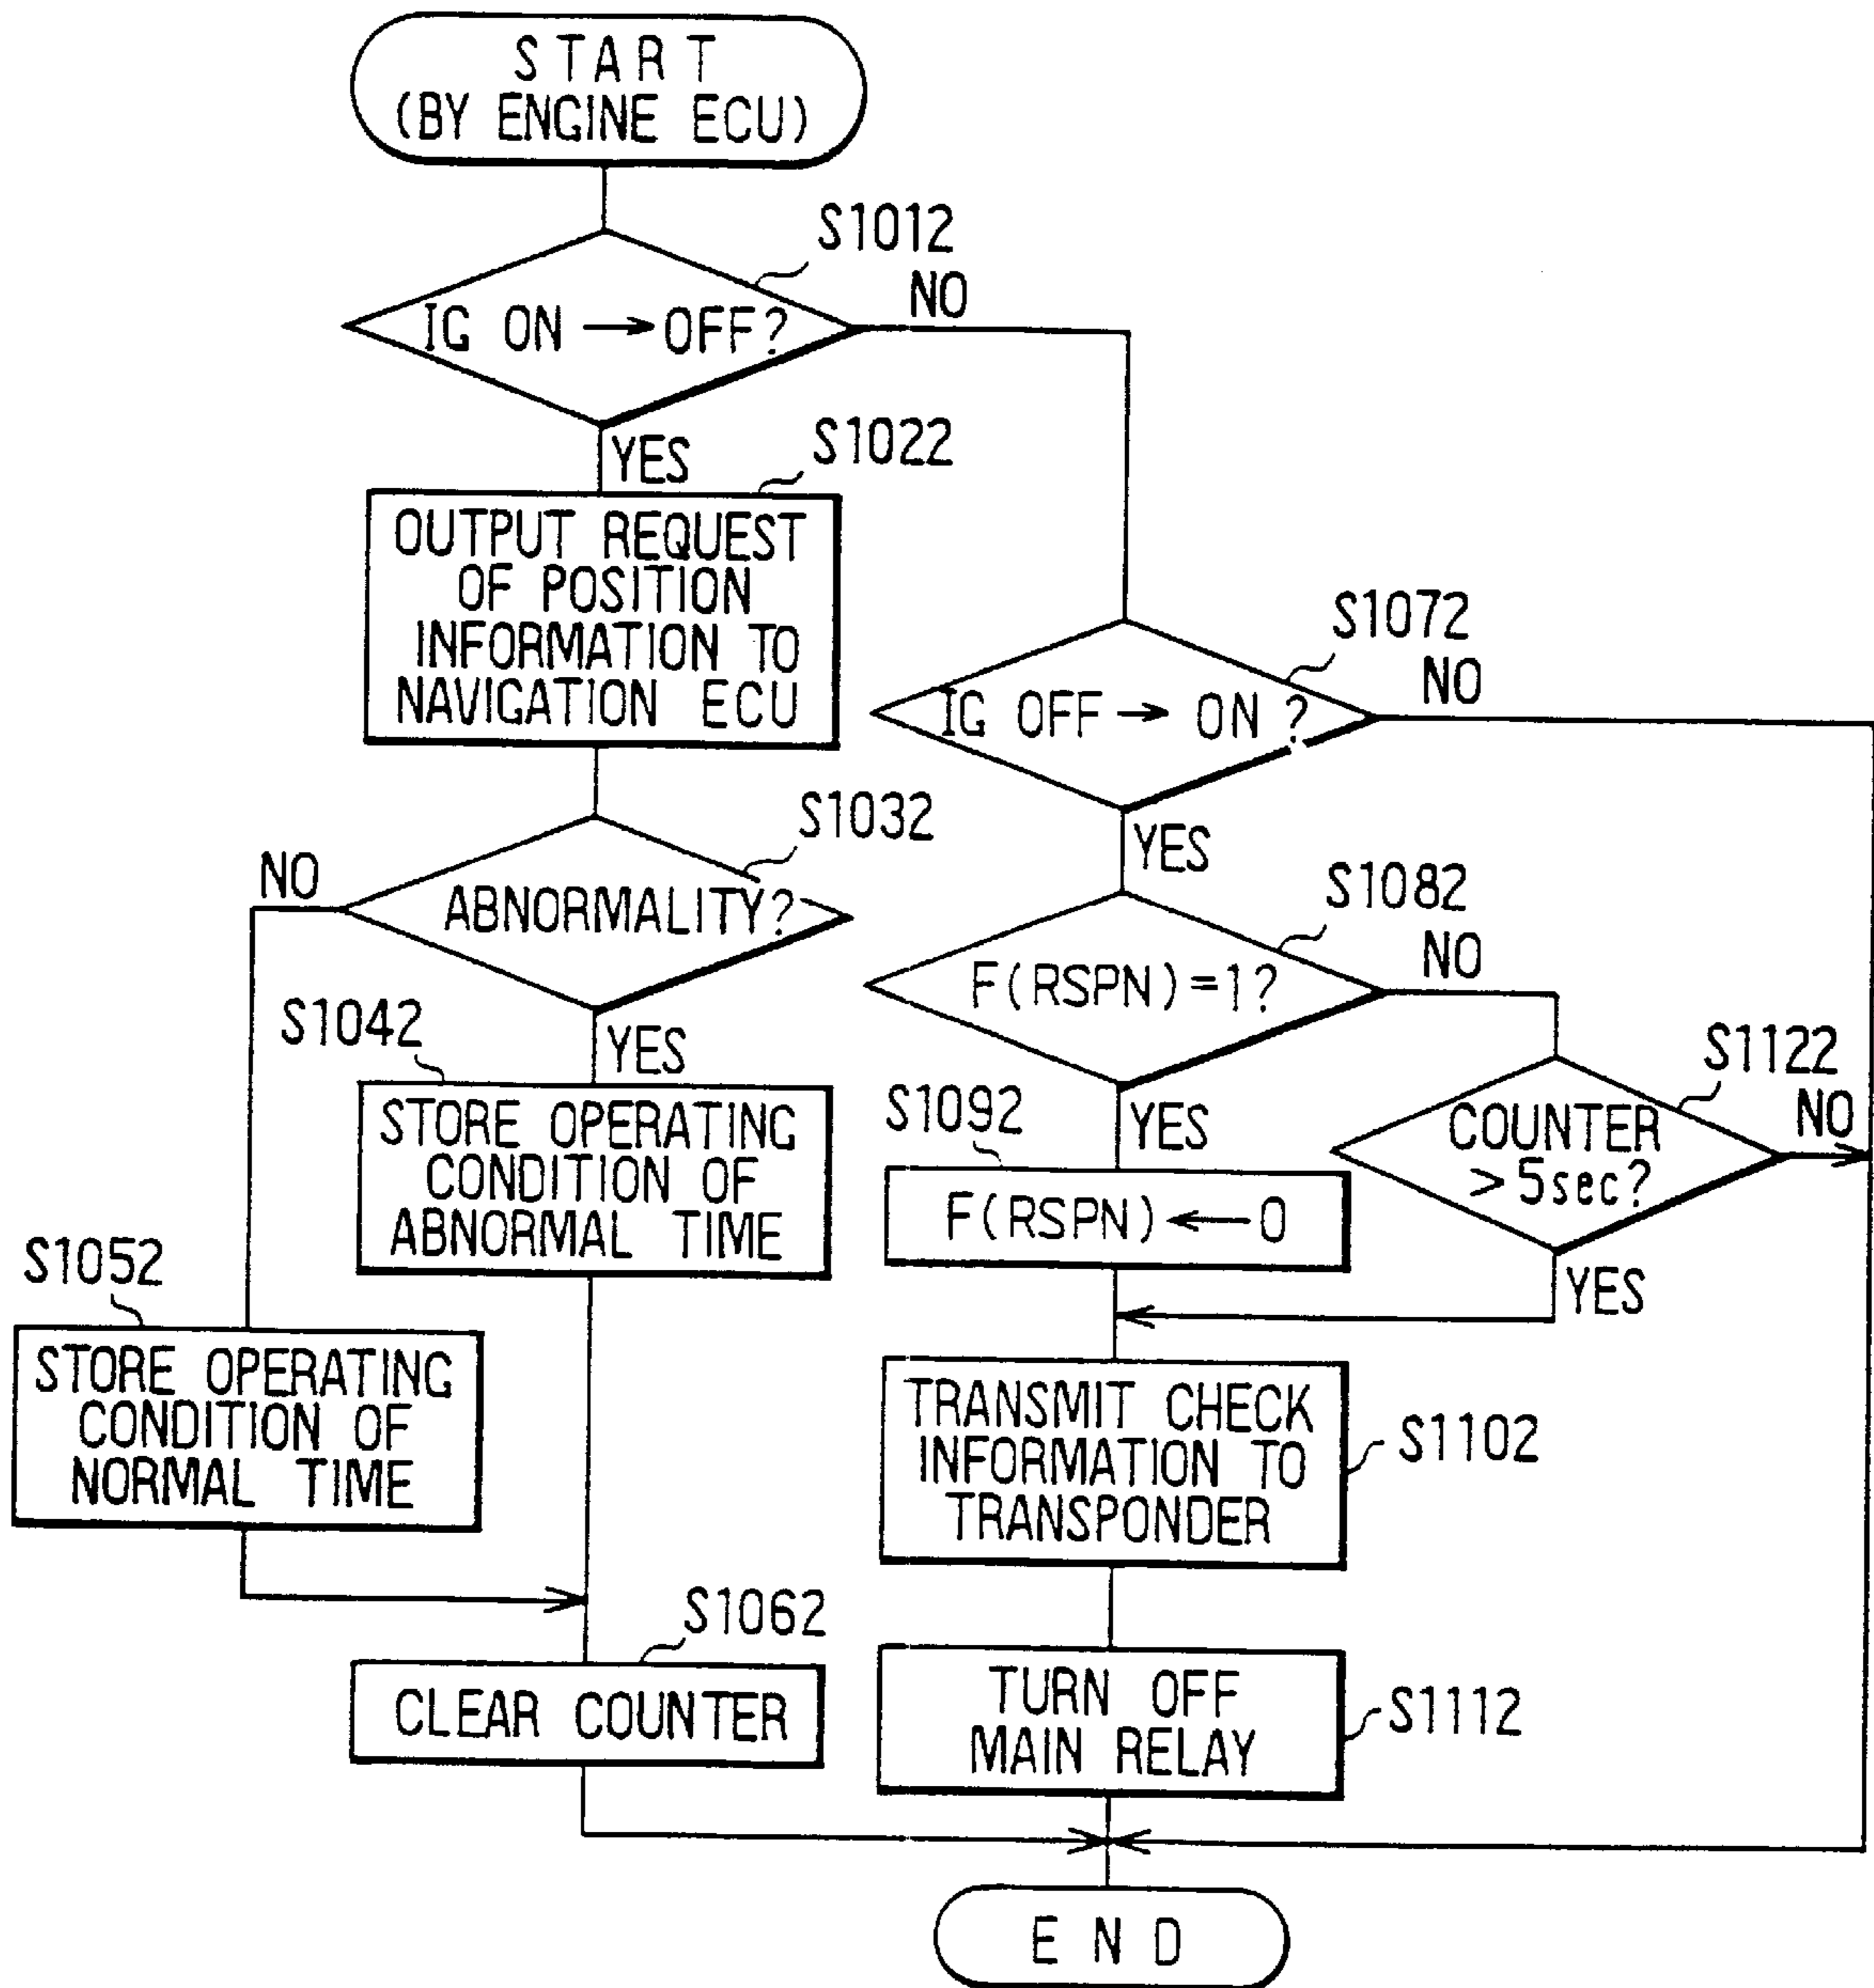 START
(BY ENGINE ECU)
S1012
IG ON → OFF?
NO
YES
S1022
OUTPUT REQUEST
OF POSITION
INFORMATION TO
NAVIGATION ECU
S1032
NO
ABNORMALITY?
YES
S1042
STORE OPERATING
CONDITION OF
ABNORMAL TIME
S1052
STORE OPERATING
CONDITION OF
NORMAL TIME
S1062
CLEAR COUNTER
S1072
IG OFF → ON ?
NO
YES
S1082
F(RSPN)=1?
NO
YES
S1092
F(RSPN) ← 0
S1122
COUNTER
> 5sec?
NO
YES
TRANSMIT CHECK
INFORMATION TO
TRANSPONDER
S1102
TURN OFF
MAIN RELAY
S1112
END